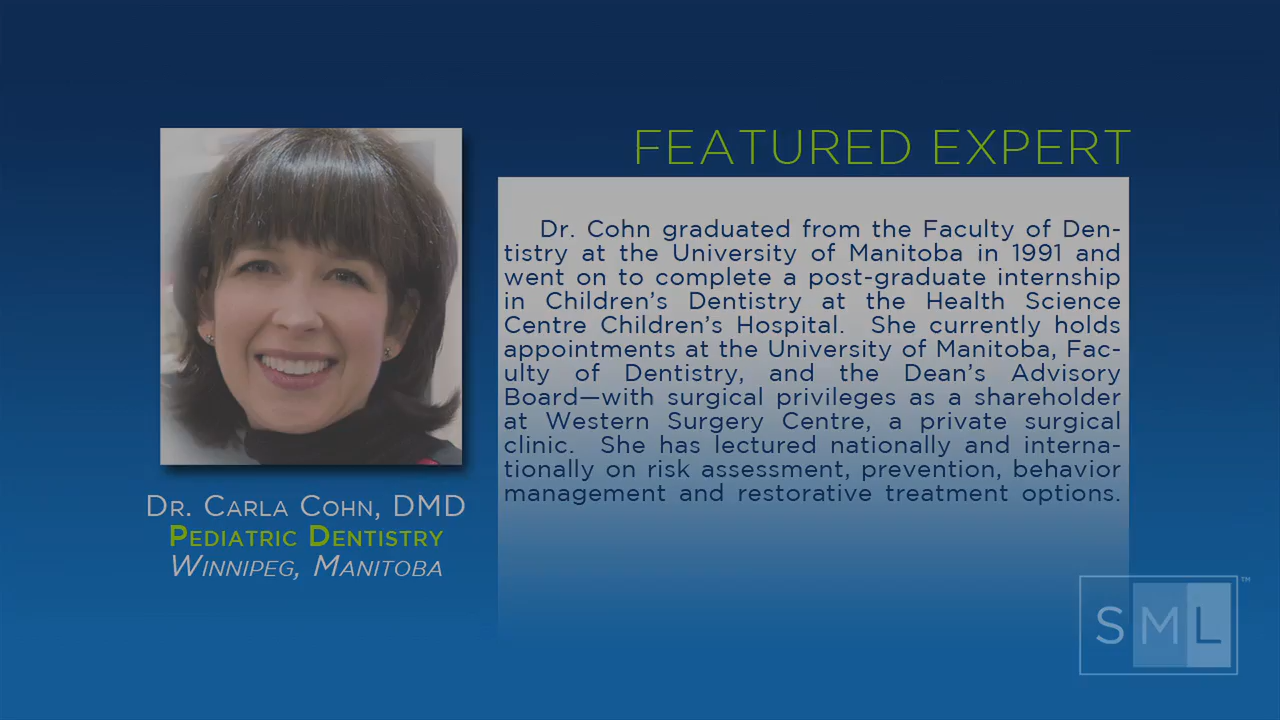 FEATURED EXPERT
Dr. Cohn graduated from the Faculty of Den-
tistry at the University of Manitoba in 1991 and
went on to complete a post-graduate internship
in Children's Dentistry at the Health Science
Centre Children's Hospital. She currently holds
appointments at the University of Manitoba, Fac-
ulty of Dentistry, and the Dean's Advisory
Board—with surgical privileges as a shareholder
at Western Surgery Centre, a private surgical
clinic. She has lectured nationally and interna-
tionally on risk assessment, prevention, behavior
management and restorative treatment options.
Dr. Carla Cohn, DMD
Pediatric Dentistry
Winnipeg, Manitoba
SML™